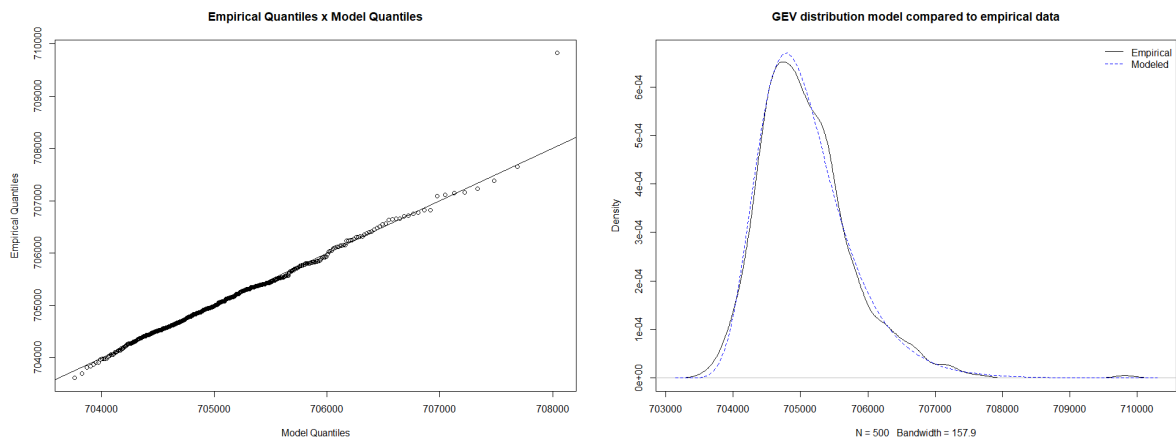 Empirical Quantiles x Model Quantiles
Empirical Quantiles
710000
709000
708000
707000
706000
705000
704000
704000 705000 706000 707000 708000
Model Quantiles
GEV distribution model compared to empirical data
Empirical
Modeled
Density
6e-04
5e-04
4e-04
3e-04
2e-04
1e-04
0e+00
703000 704000 705000 706000 707000 708000 709000 710000
N = 500 Bandwidth = 157.9